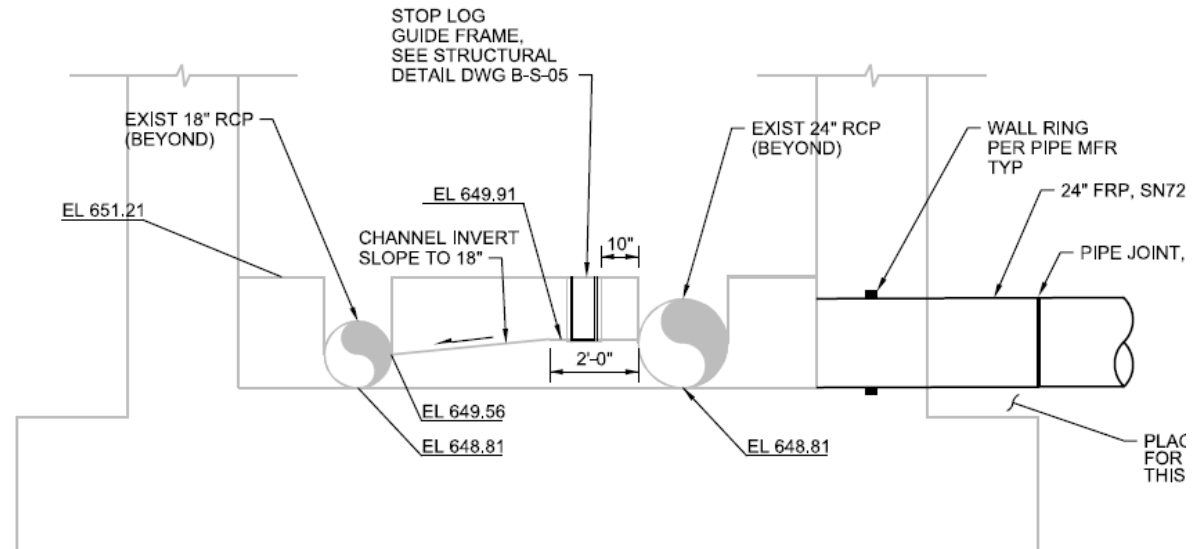 STOP LOG
GUIDE FRAME,
SEE STRUCTURAL
DETAIL DWG B-S-05
EXIST 18" RCP
(BEYOND)
EXIST 24" RCP
(BEYOND)
WALL RING
PER PIPE MFR
TYP
24" FRP, SN72
EL 651.21
EL 649.91
CHANNEL INVERT
SLOPE TO 18"
10"
PIPE JOINT,
2'-0"
EL 649.56
EL 648.81
EL 648.81
PLAC
FOR
THIS